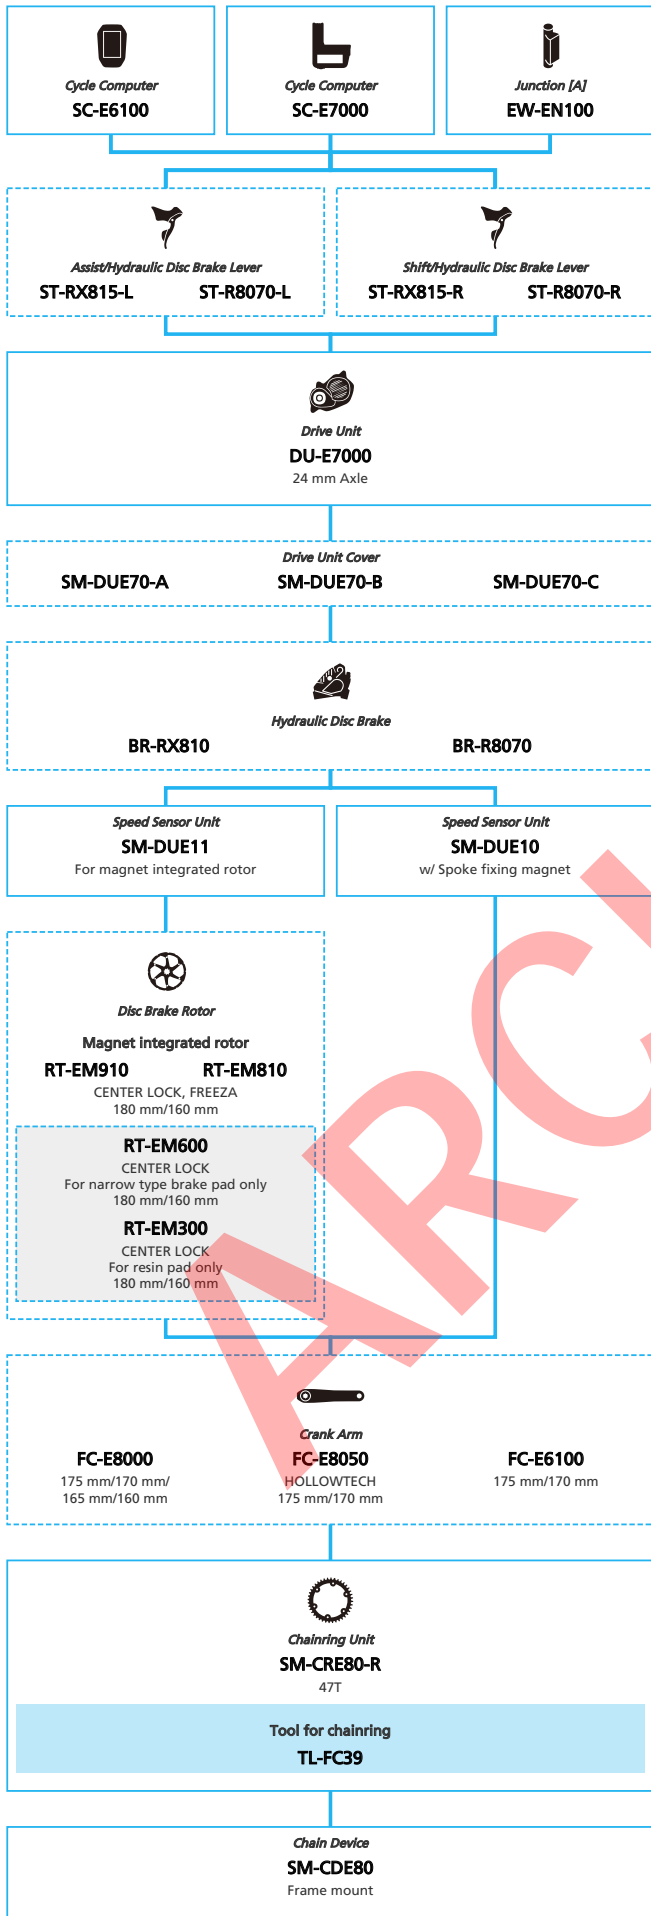 Cycle Computer
SC-E6100
Cycle Computer
SC-E7000
Junction [A]
EW-EN100
Assist/Hydraulic Disc Brake Lever
ST-RX815-L ST-R8070-L
Shift/Hydraulic Disc Brake Lever
ST-RX815-R ST-R8070-R
Drive Unit
DU-E7000
24 mm Axle
Drive Unit Cover
SM-DUE70-A SM-DUE70-B SM-DUE70-C
Hydraulic Disc Brake
BR-RX810 BR-R8070
Speed Sensor Unit
SM-DUE11
For magnet integrated rotor
Speed Sensor Unit
SM-DUE10
w/ Spoke fixing magnet
Disc Brake Rotor
Magnet integrated rotor
RT-EM910 RT-EM810
CENTER LOCK, FREEZA
180 mm/160 mm
RT-EM600
CENTER LOCK
For narrow type brake pad only
180 mm/160 mm
RT-EM300
CENTER LOCK
For resin pad only
180 mm/160 mm
Crank Arm
FC-E8000
175 mm/170 mm/
165 mm/160 mm
FC-E8050
HOLLOWTECH
175 mm/170 mm
FC-E6100
175 mm/170 mm
Chainring Unit
SM-CRE80-R
47T
Tool for chainring
TL-FC39
Chain Device
SM-CDE80
Frame mount
ARC